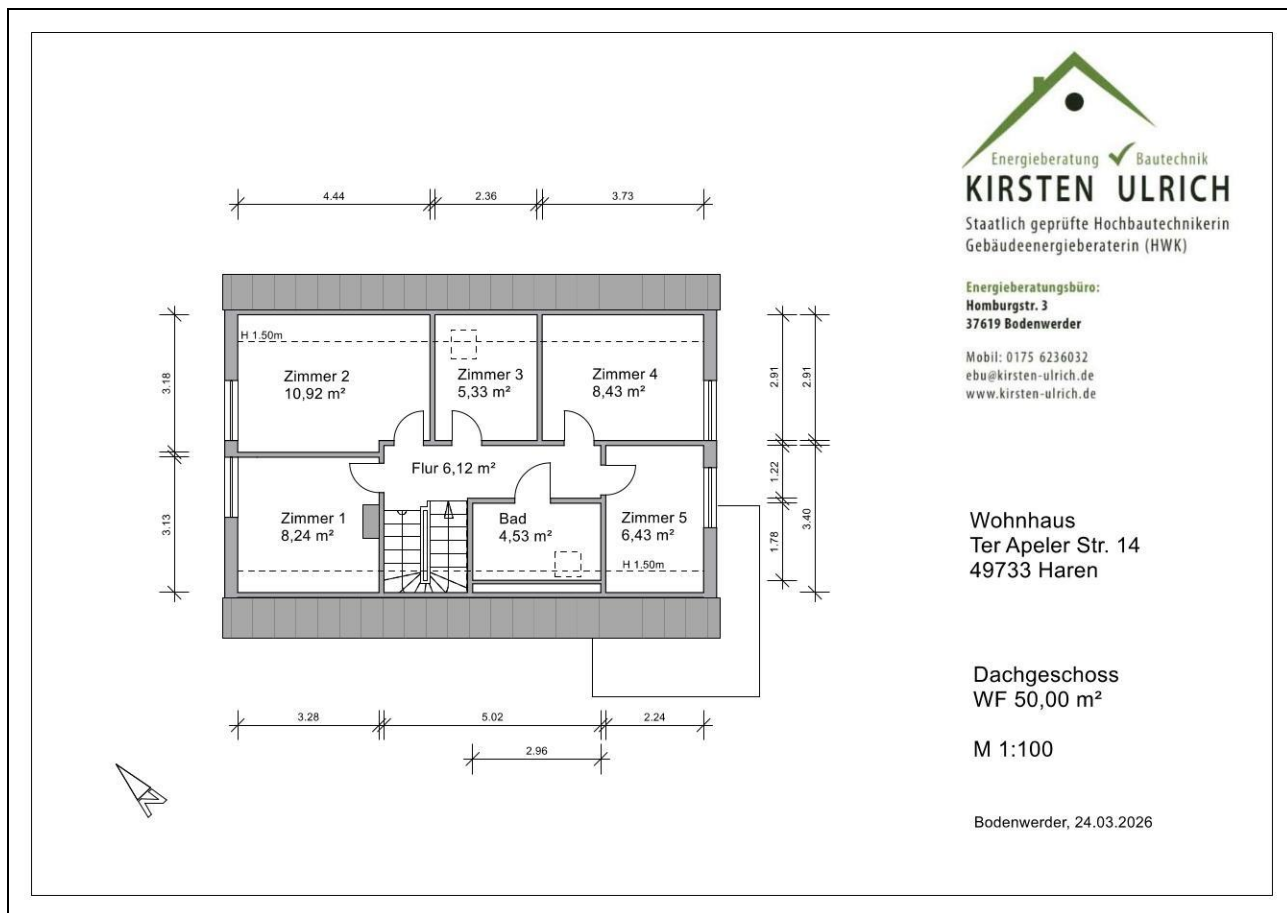 Energieberatung Bautechnik
KIRSTEN ULRICH
Staatlich geprüfte Hochbautechnikerin
Gebäudeenergieberaterin (HWK)
Energieberatungsbüro:
Homburgstr. 3
37619 Bodenwerder
Mobil: 0175 6236032
ebu@kirsten-ulrich.de
www.kirsten-ulrich.de
4.44 2.36 3.73
H 1.50m
Zimmer 2
10,92 m²
Zimmer 3
5,33 m²
Zimmer 4
8,43 m²
3.18
2.91
2.91
Flur 6,12 m²
1.22
Zimmer 1
8,24 m²
Bad
4,53 m²
Zimmer 5
6,43 m²
H 1.50m
3.13
1.78
3.40
3.28 5.02 2.24
2.96
N
Wohnhaus
Ter Apeler Str. 14
49733 Haren
Dachgeschoss
WF 50,00 m²
M 1:100
Bodenwerder, 24.03.2026